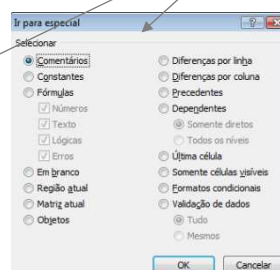 Ir para especial
Selecionar
Comentários
Constantes
Fórmulas
Números
Texto
Lógicas
Erros
Em branco
Região atual
Matriz atual
Objetos
Diferenças por linha
Diferenças por coluna
Precedentes
Dependentes
Somente diretos
Todos os níveis
Última célula
Somente células visíveis
Formatos condicionais
Validação de dados
Tudo
Mesmos
OK
Cancelar